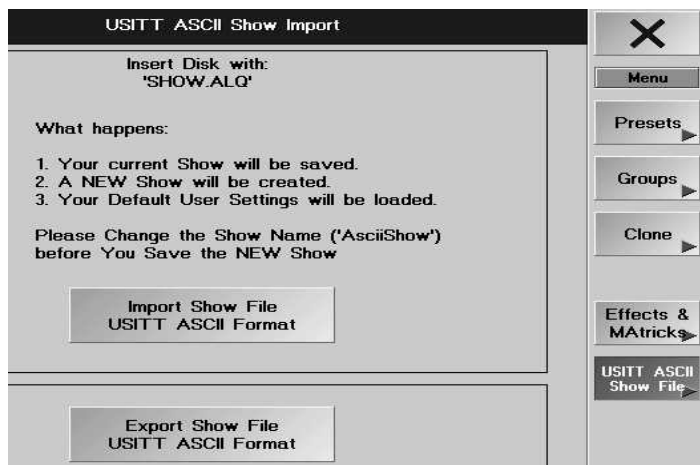 USITT ASCII Show Import
Insert Disk with:
'SHOW.ALQ'
What happens:
1. Your current Show will be saved.
2. A NEW Show will be created.
3. Your Default User Settings will be loaded.
Please Change the Show Name ('AsciiShow')
before You Save the NEW Show
Import Show File
USITT ASCII Format
Export Show File
USITT ASCII Format
Menu
Presets
Groups
Clone
Effects &
MAtricks
USITT ASCII
Show File